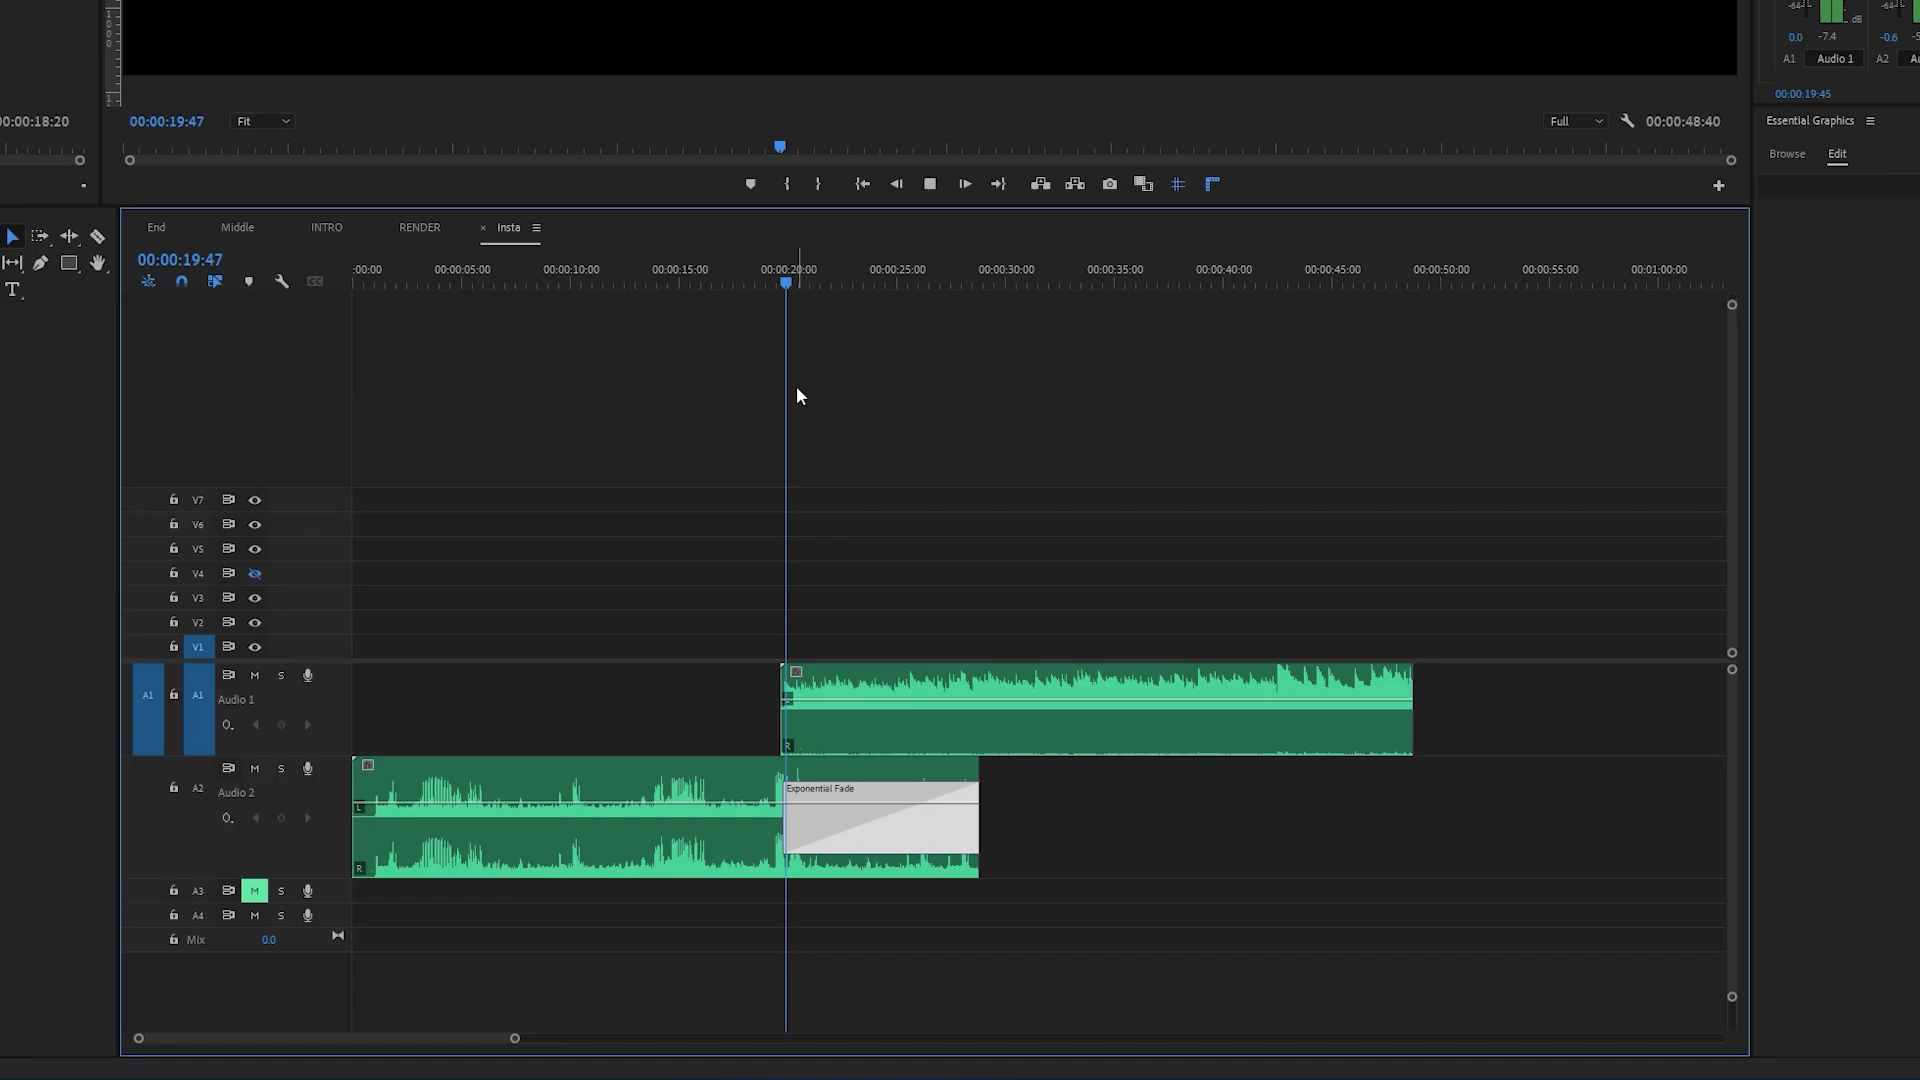 -64
dB
-64
0.0 -7.4 -0.6
A1 Audio 1 A2
00:00:19:45
00:00:19:47 Fit Full 00:00:48:40
Essential Graphics
Browse Edit
End Middle INTRO RENDER × Insta
00:00:19:47
:00:00 00:00:05:00 00:00:10:00 00:00:15:00 00:00:20:00 00:00:25:00 00:00:30:00 00:00:35:00 00:00:40:00 00:00:45:00 00:00:50:00 00:00:55:00 00:01:00:00
CC
T
V7
V6
V5
V4
V3
V2
V1
A1 A1 M S
Audio 1
R
M S
A2 Audio 2
Exponential Fade
L
R
A3 M S
A4 M S
Mix 0.0